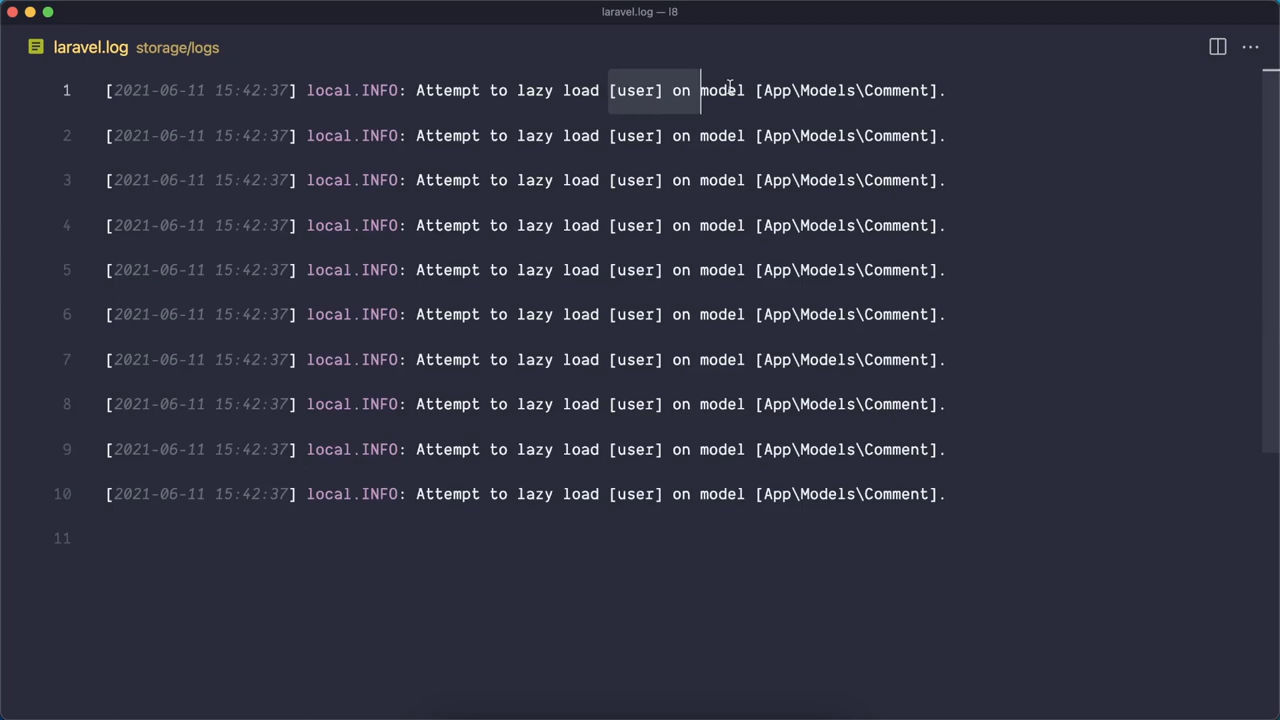 laravel.log — l8
laravel.log storage/logs
1 [2021-06-11 15:42:37] local.INFO: Attempt to lazy load [user] on model [App\Models\Comment].
2 [2021-06-11 15:42:37] local.INFO: Attempt to lazy load [user] on model [App\Models\Comment].
3 [2021-06-11 15:42:37] local.INFO: Attempt to lazy load [user] on model [App\Models\Comment].
4 [2021-06-11 15:42:37] local.INFO: Attempt to lazy load [user] on model [App\Models\Comment].
5 [2021-06-11 15:42:37] local.INFO: Attempt to lazy load [user] on model [App\Models\Comment].
6 [2021-06-11 15:42:37] local.INFO: Attempt to lazy load [user] on model [App\Models\Comment].
7 [2021-06-11 15:42:37] local.INFO: Attempt to lazy load [user] on model [App\Models\Comment].
8 [2021-06-11 15:42:37] local.INFO: Attempt to lazy load [user] on model [App\Models\Comment].
9 [2021-06-11 15:42:37] local.INFO: Attempt to lazy load [user] on model [App\Models\Comment].
10 [2021-06-11 15:42:37] local.INFO: Attempt to lazy load [user] on model [App\Models\Comment].
11